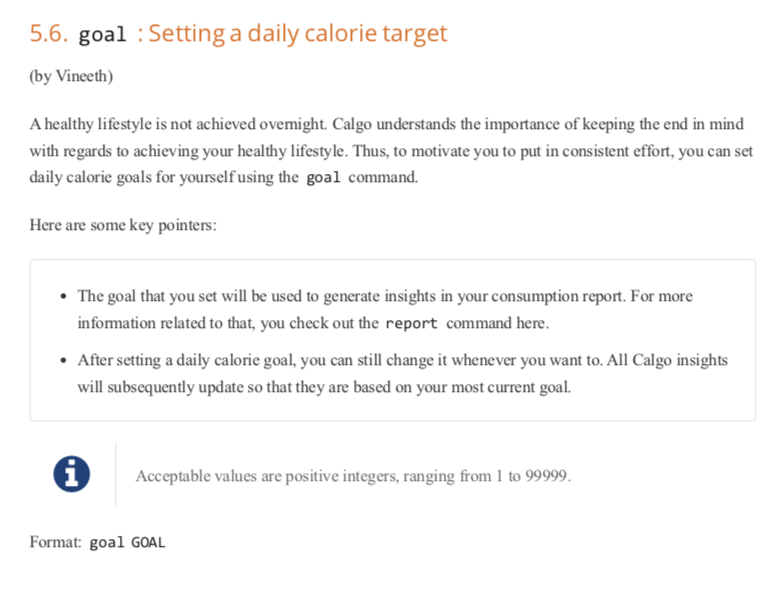 5.6. goal : Setting a daily calorie target
(by Vineeth)
A healthy lifestyle is not achieved overnight. Calgo understands the importance of keeping the end in mind
with regards to achieving your healthy lifestyle. Thus, to motivate you to put in consistent effort, you can set
daily calorie goals for yourself using the goal command.
Here are some key pointers:
• The goal that you set will be used to generate insights in your consumption report. For more
information related to that, you check out the report command here.
• After setting a daily calorie goal, you can still change it whenever you want to. All Calgo insights
will subsequently update so that they are based on your most current goal.
Acceptable values are positive integers, ranging from 1 to 99999.
Format: goal GOAL